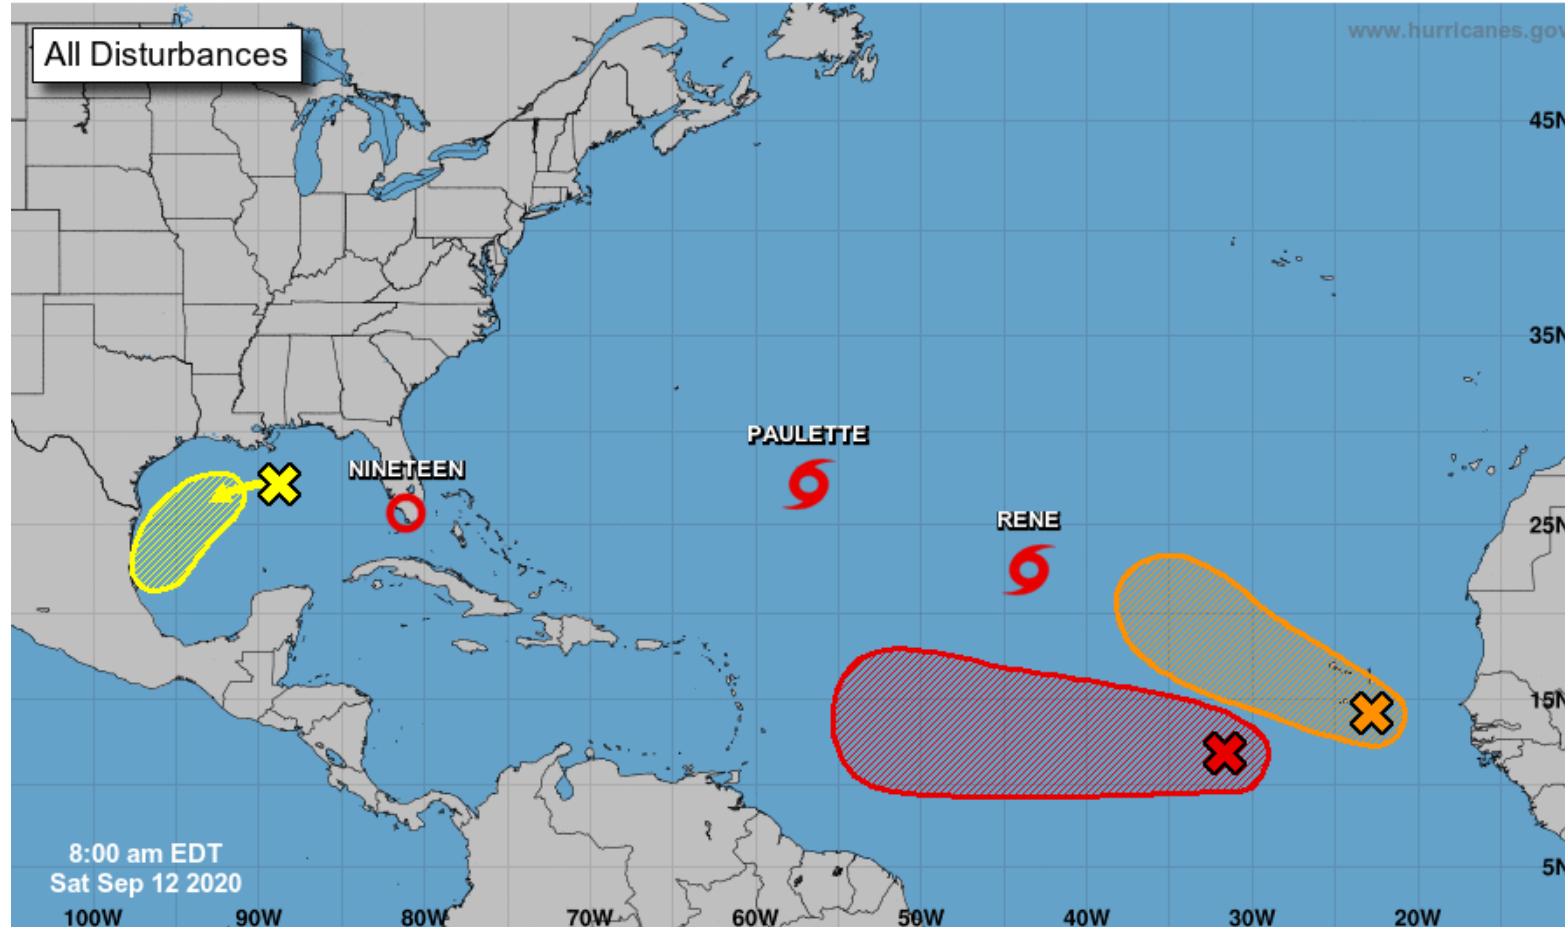 All Disturbances
www.hurricanes.gov
45N
35N
PAULETTE
NINETEEN
RENE
25N
15N
8:00 am EDT
Sat Sep 12 2020
5N
100W 90W 80W 70W 60W 50W 40W 30W 20W